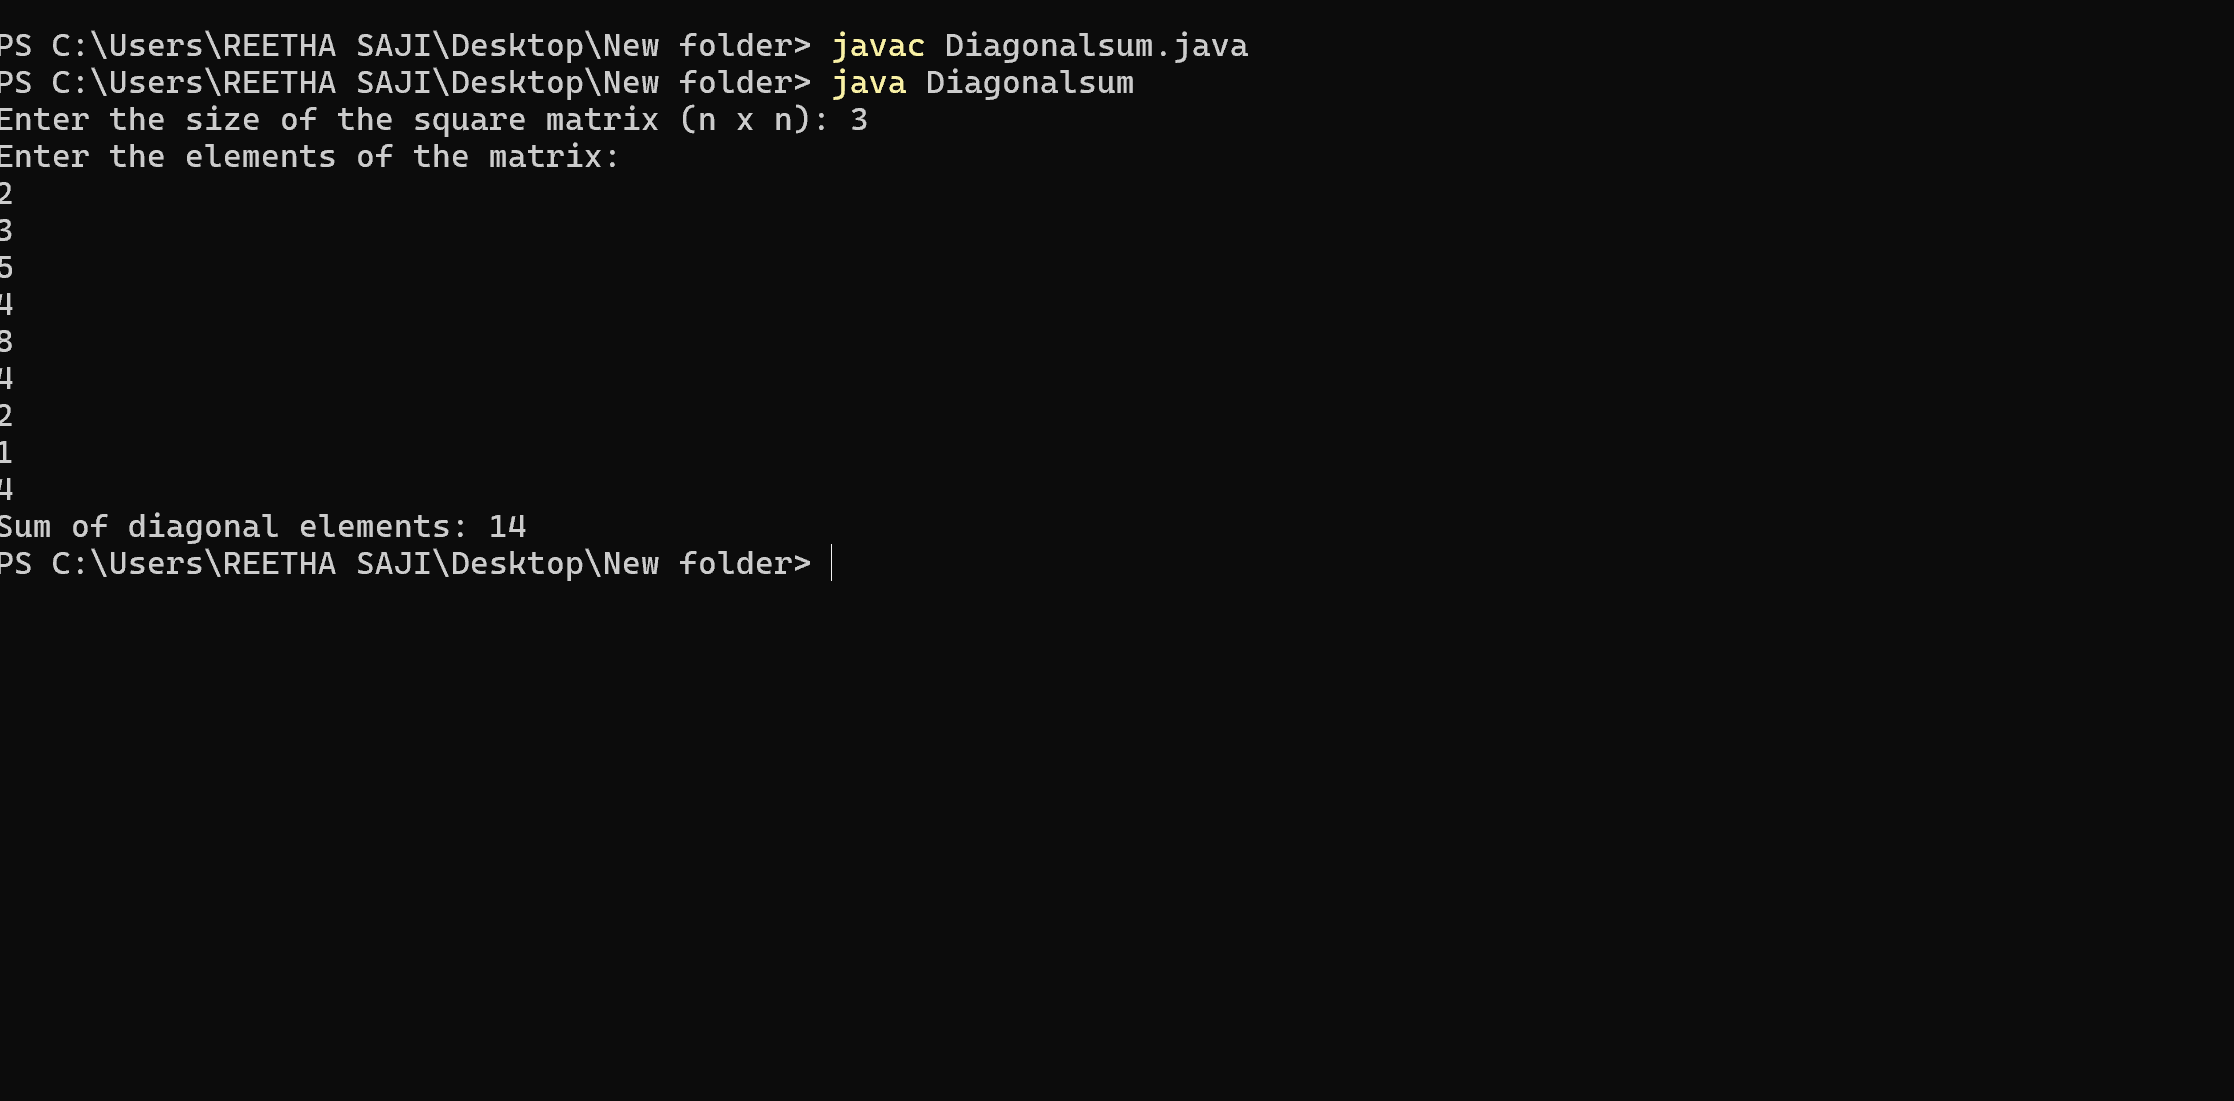 PS C:\Users\REETHA SAJI\Desktop\New folder> javac Diagonalsum.java
PS C:\Users\REETHA SAJI\Desktop\New folder> java Diagonalsum
Enter the size of the square matrix (n x n): 3
Enter the elements of the matrix:
2
3
5
4
8
4
2
1
4
Sum of diagonal elements: 14
PS C:\Users\REETHA SAJI\Desktop\New folder>